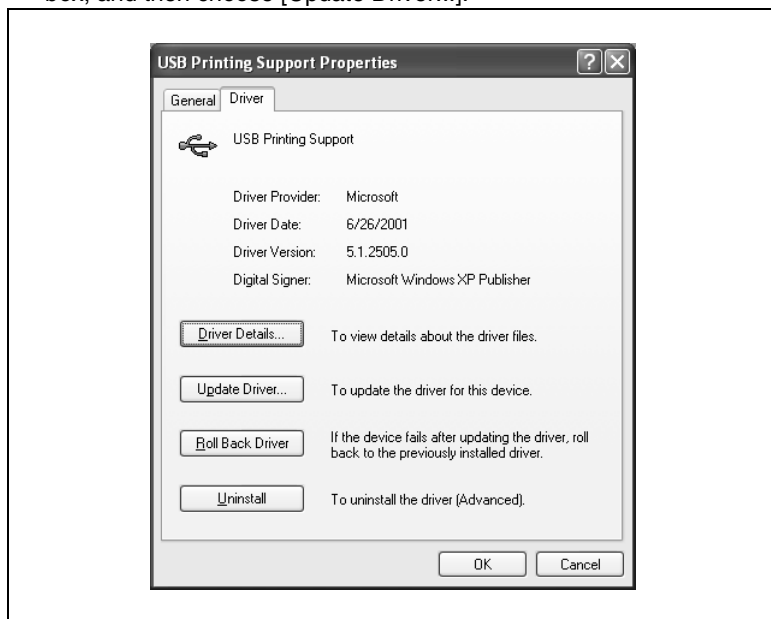 box, and then choose [Update Driver...].
USB Printing Support Properties
General Driver
USB Printing Support
Driver Provider: Microsoft
Driver Date: 6/26/2001
Driver Version: 5.1.2505.0
Digital Signer: Microsoft Windows XP Publisher
Driver Details... To view details about the driver files.
Update Driver... To update the driver for this device.
Roll Back Driver If the device fails after updating the driver, roll
back to the previously installed driver.
Uninstall To uninstall the driver (Advanced).
OK Cancel